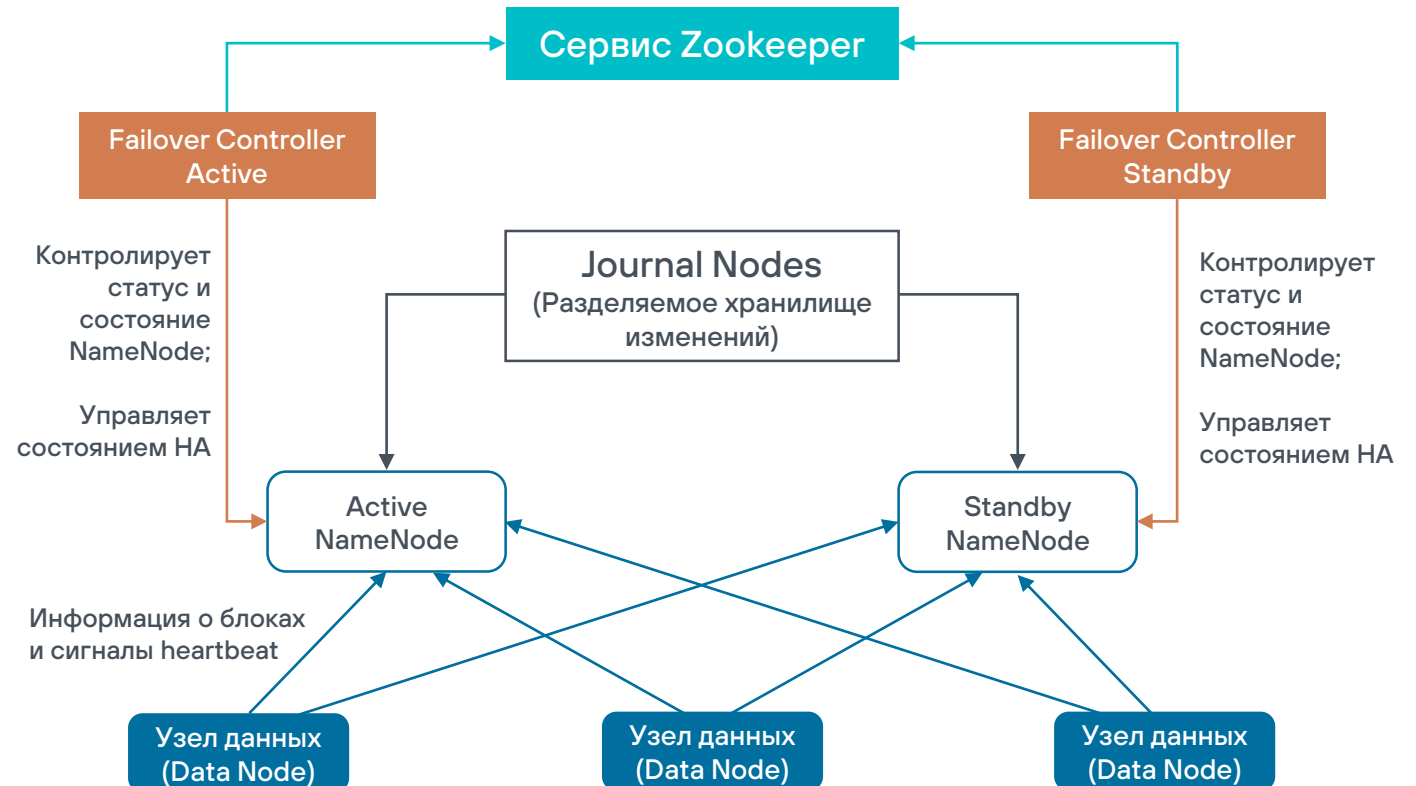 Сервис Zookeeper
Failover Controller
Active
Failover Controller
Standby
Контролирует
статус и
состояние
NameNode;
Управляет
состоянием HA
Journal Nodes
(Разделяемое хранилище
изменений)
Контролирует
статус и
состояние
NameNode;
Управляет
состоянием HA
Active
NameNode
Standby
NameNode
Информация о блоках
и сигналы heartbeat
Узел данных
(Data Node)
Узел данных
(Data Node)
Узел данных
(Data Node)